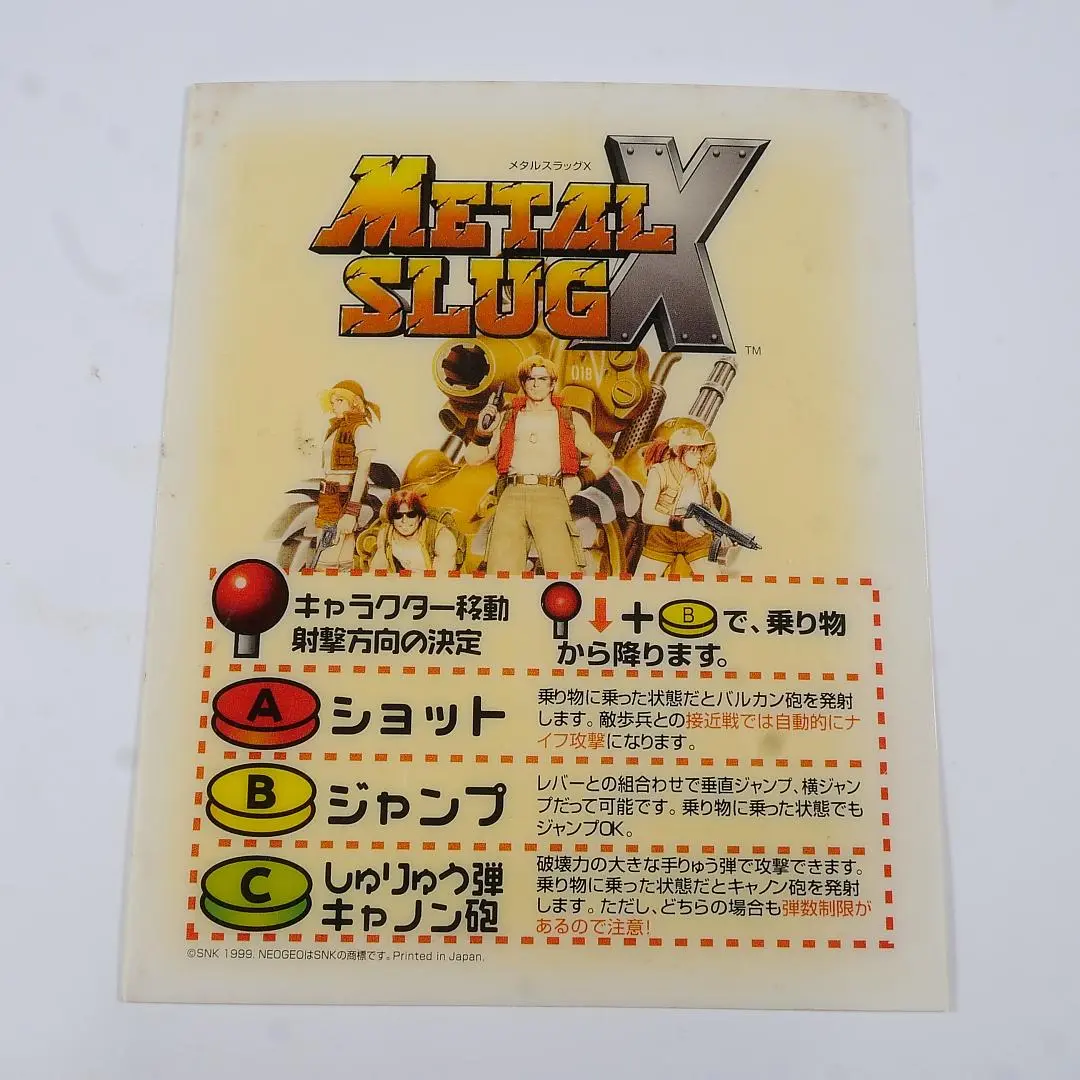 メタルスラッグX
METAL
SLUG X
TM
018
キャラクター移動
射撃方向の決定
↓+Bで、乗り物
から降ります。
A ショット
乗り物に乗った状態だとバルカン砲を発射
します。敵歩兵との接近戦では自動的にナ
イフ攻撃になります。
B ジャンプ
レバーとの組合わせで垂直ジャンプ、横ジャン
プだって可能です。乗り物に乗った状態でも
ジャンプOK。
C しゅりゅう弾
キャノン砲
破壊力の大きな手りゅう弾で攻撃できます。
乗り物に乗った状態だとキャノン砲を発射
します。ただし、どちらの場合も弾数制限が
あるので注意!
©SNK 1999. NEOGEOはSNKの商標です。Printed in Japan.